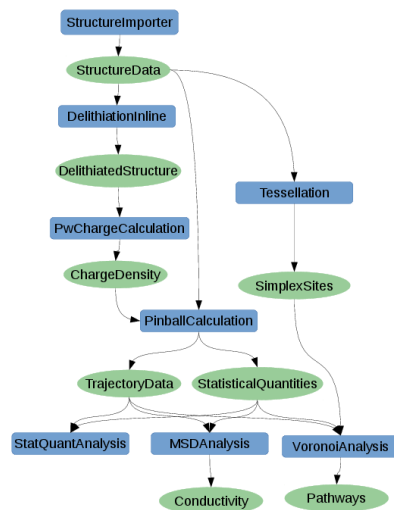 StructureImporter
StructureData
DelithiationInline
DelithiatedStructure
Tessellation
PwChargeCalculation
ChargeDensity
SimplexSites
PinballCalculation
TrajectoryData
StatisticalQuantities
StatQuantAnalysis
MSDAnalysis
VoronoiAnalysis
Conductivity
Pathways